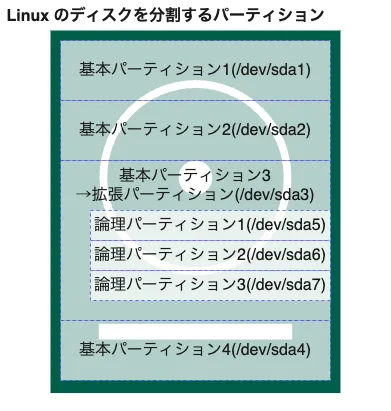 Linux のディスクを分割するパーティション
基本パーティション1(/dev/sda1)
基本パーティション2(/dev/sda2)
基本パーティション3
→拡張パーティション(/dev/sda3)
論理パーティション1(/dev/sda5)
論理パーティション2(/dev/sda6)
論理パーティション3(/dev/sda7)
基本パーティション4(/dev/sda4)